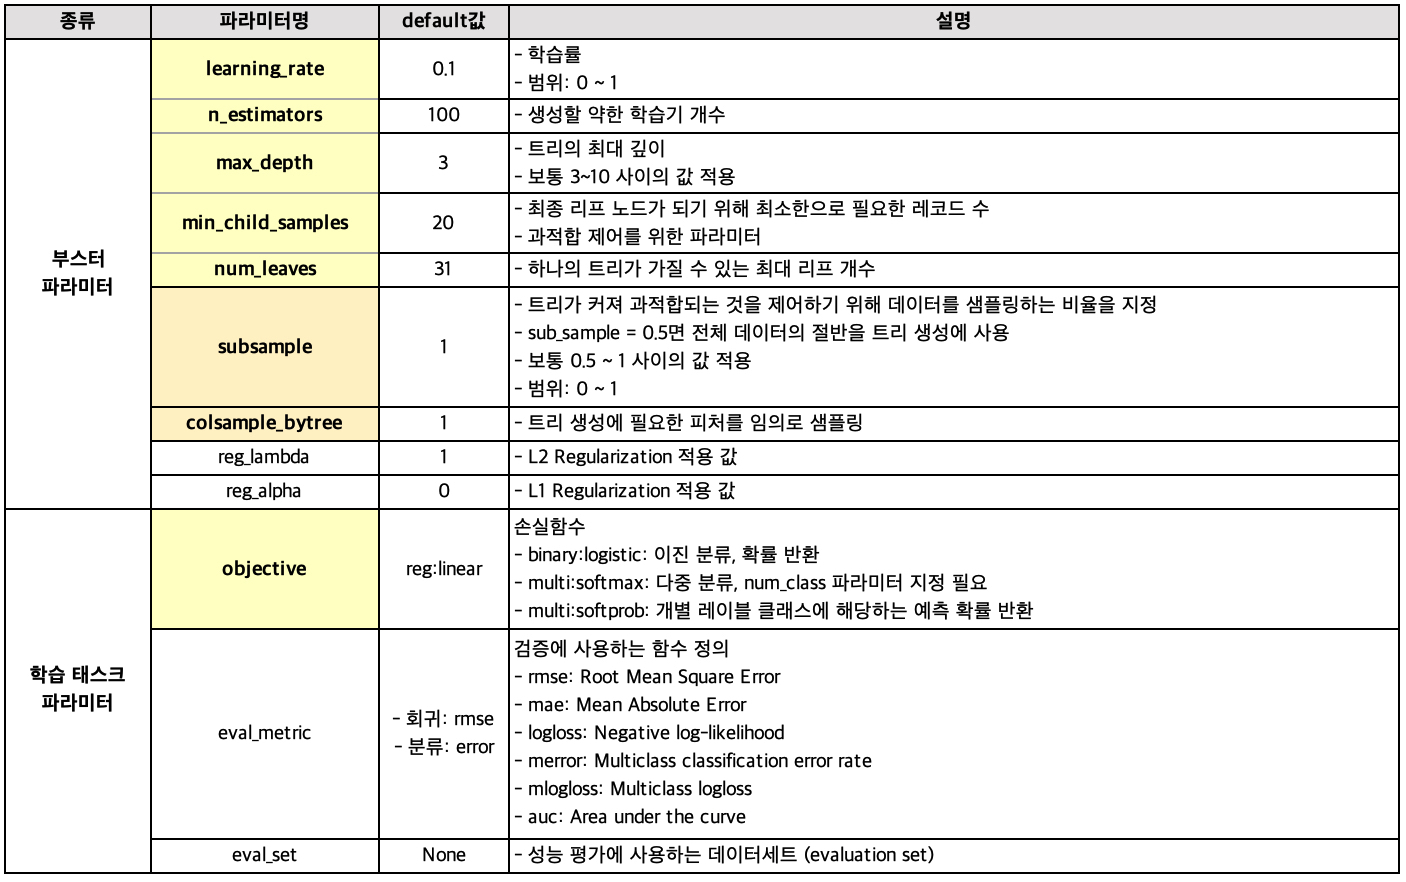 종류 파라미터명 default값 설명
부스터
파라미터
learning_rate 0.1
- 학습률
- 범위: 0 ~ 1
n_estimators 100 - 생성할 약한 학습기 개수
max_depth 3
- 트리의 최대 깊이
- 보통 3~10 사이의 값 적용
min_child_samples 20
- 최종 리프 노드가 되기 위해 최소한으로 필요한 레코드 수
- 과적합 제어를 위한 파라미터
num_leaves 31 - 하나의 트리가 가질 수 있는 최대 리프 개수
subsample 1
- 트리가 커져 과적합되는 것을 제어하기 위해 데이터를 샘플링하는 비율을 지정
- sub_sample = 0.5면 전체 데이터의 절반을 트리 생성에 사용
- 보통 0.5 ~ 1 사이의 값 적용
- 범위: 0 ~ 1
colsample_bytree 1 - 트리 생성에 필요한 피처를 임의로 샘플링
reg_lambda 1 - L2 Regularization 적용 값
reg_alpha 0 - L1 Regularization 적용 값
학습 태스크
파라미터
objective reg:linear
손실함수
- binary:logistic: 이진 분류, 확률 반환
- multi:softmax: 다중 분류, num_class 파라미터 지정 필요
- multi:softprob: 개별 레이블 클래스에 해당하는 예측 확률 반환
eval_metric
- 회귀: rmse
- 분류: error
검증에 사용하는 함수 정의
- rmse: Root Mean Square Error
- mae: Mean Absolute Error
- logloss: Negative log-likelihood
- merror: Multiclass classification error rate
- mlogloss: Multiclass logloss
- auc: Area under the curve
eval_set None - 성능 평가에 사용하는 데이터세트 (evaluation set)